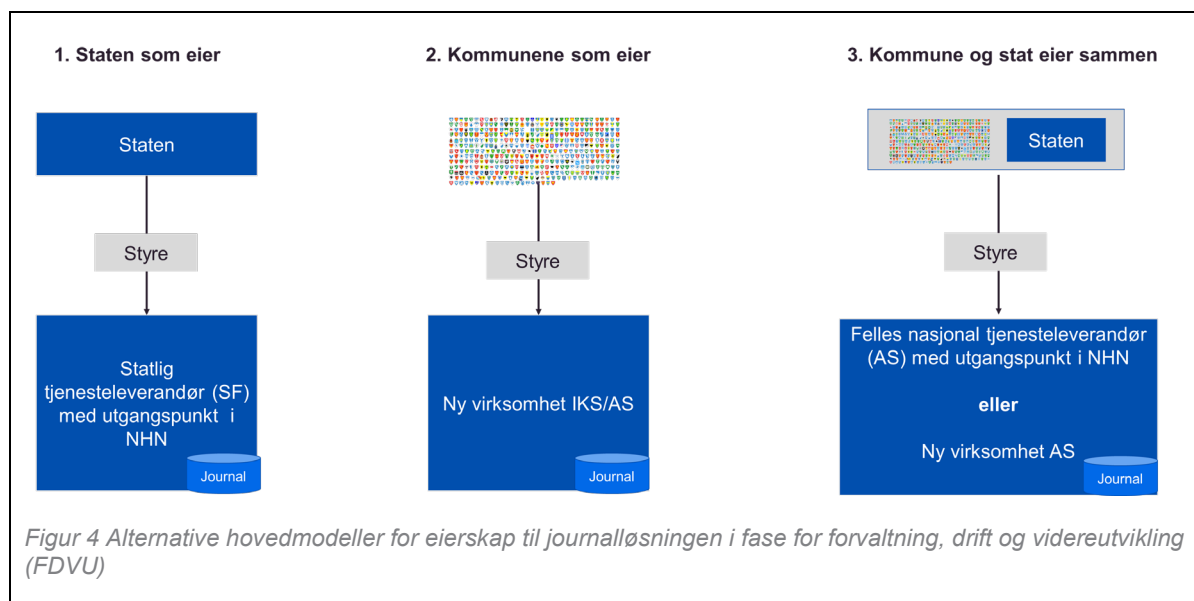 1. Staten som eier
2. Kommunene som eier
3. Kommune og stat eier sammen
Staten
Staten
Styre
Styre
Styre
Statlig
tjenesteleverandør (SF)
med utgangspunkt i
NHN
Journal
Ny virksomhet IKS/AS
Journal
Felles nasjonal tjenesteleverandør
(AS) med utgangspunkt i NHN
eller
Ny virksomhet AS
Journal
Figur 4 Alternative hovedmodeller for eierskap til journalløsningen i fase for forvaltning, drift og videreutvikling
(FDVU)